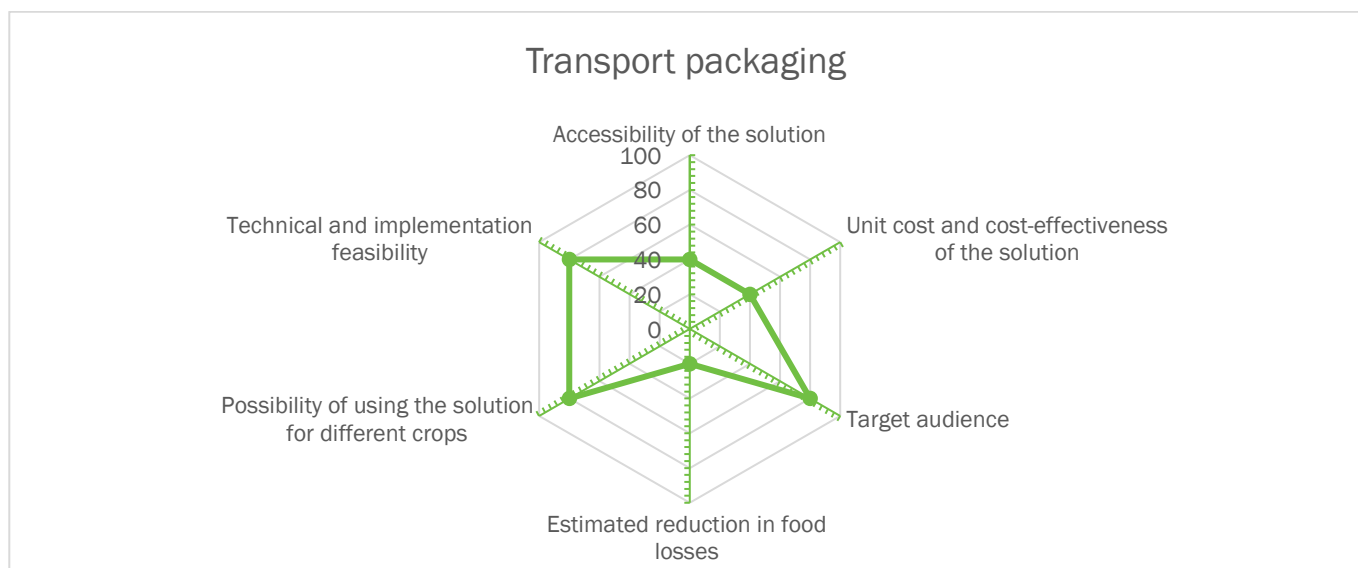 Transport packaging
Accessibility of the solution
100
80
60
40
20
0
Unit cost and cost-effectiveness
of the solution
Target audience
Estimated reduction in food
losses
Possibility of using the solution
for different crops
Technical and implementation
feasibility